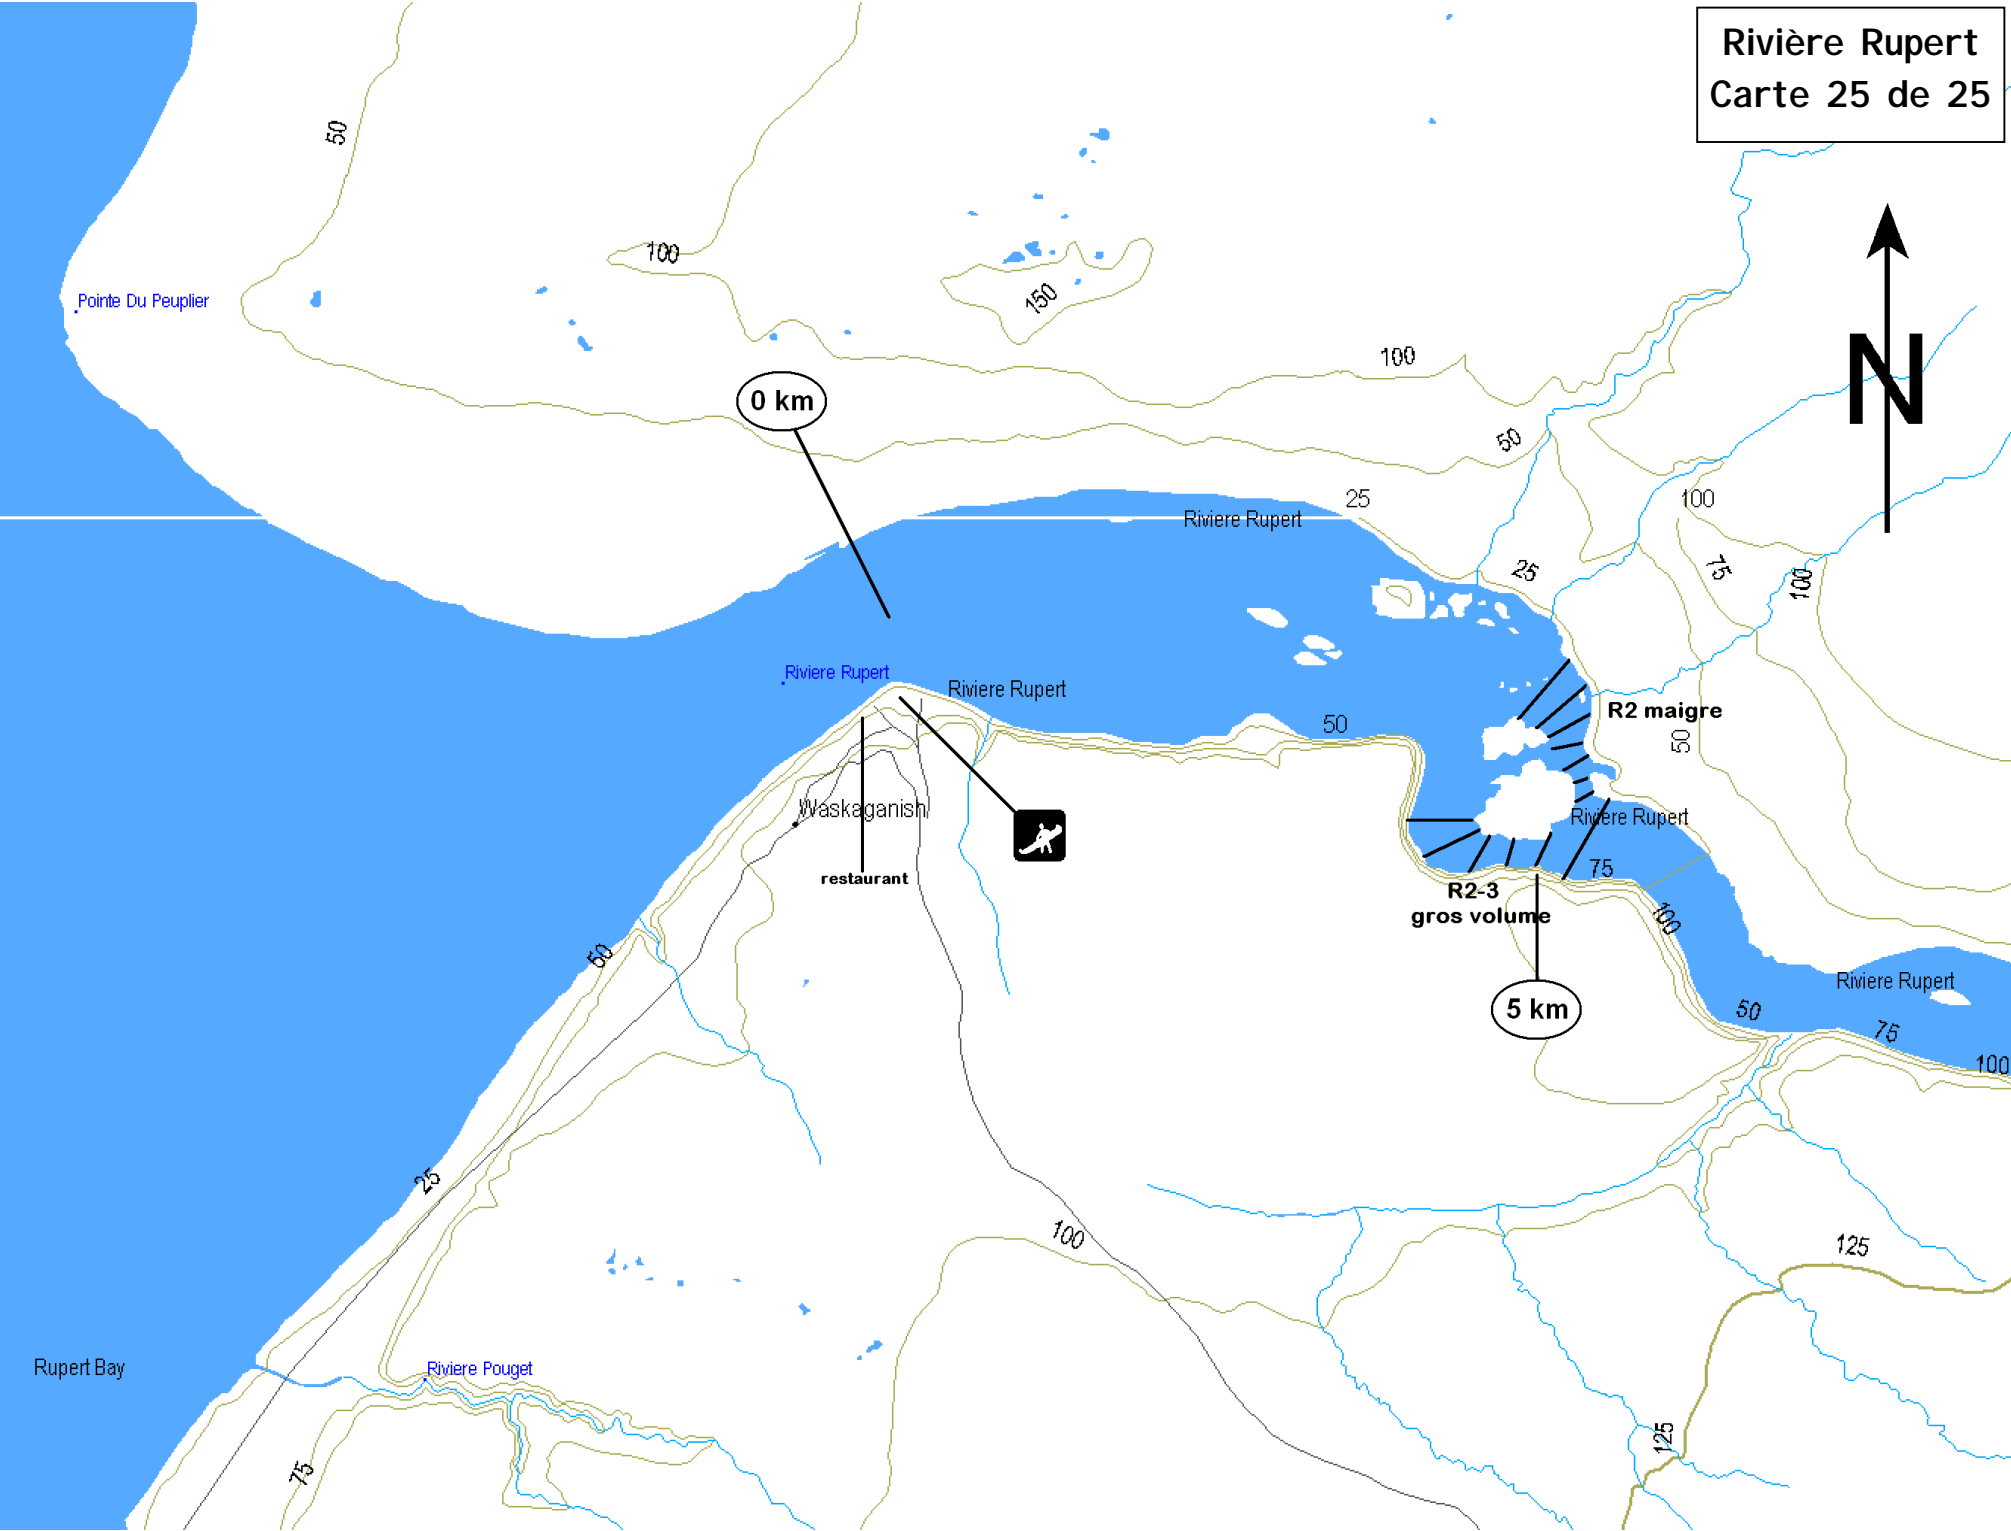 Rivière Rupert
Carte 25 de 25
50
100
150
Pointe Du Peuplier
100
0 km
50
N
25
100
Riviere Rupert
25
75
100
Riviere Rupert
Riviere Rupert
R2 maigre
50
50
Waskaganish
Riviere Rupert
restaurant
75
R2-3
gros volume
100
50
Riviere Rupert
5 km
50
75
100
25
100
125
Rupert Bay
Riviere Pouget
125
75